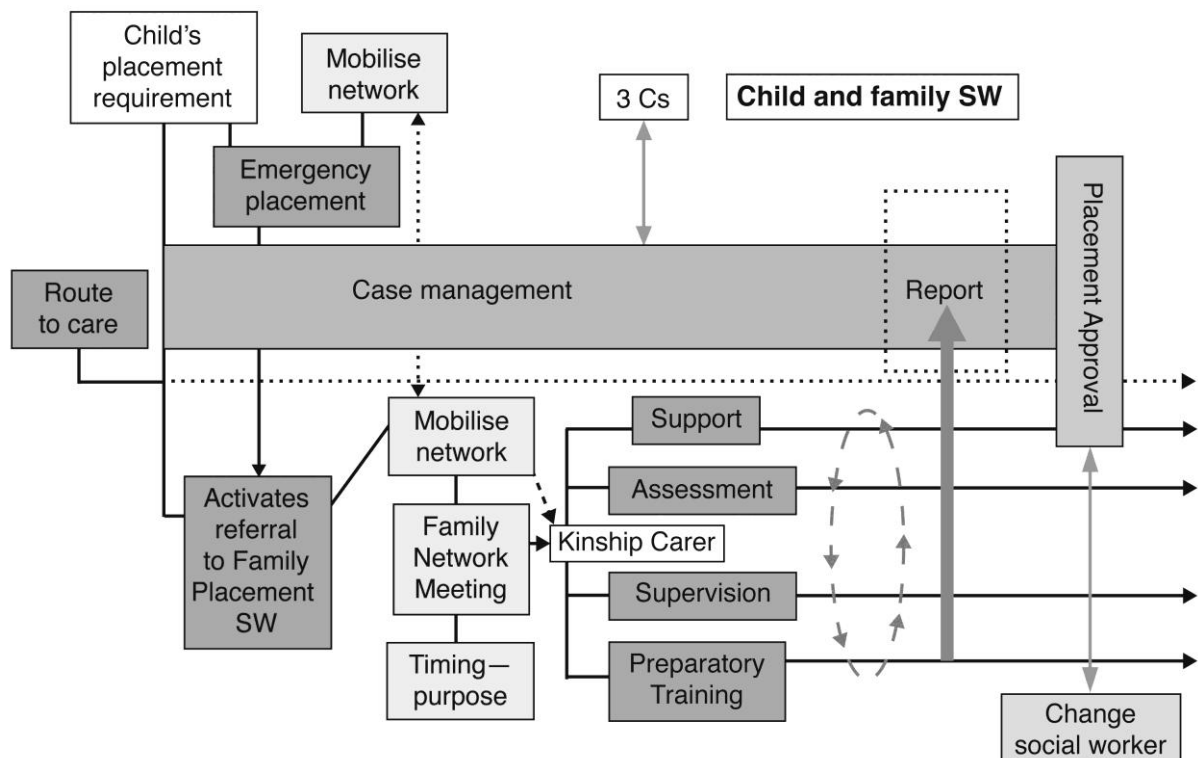 Child's
placement
requirement
Mobilise
network
3 Cs
Child and family SW
Emergency
placement
Placement Approval
Route
to care
Case management
Report
Mobilise
network
Support
Activates
referral
to Family
Placement
SW
Assessment
Family
Network
Meeting
Kinship Carer
Supervision
Timing—
purpose
Preparatory
Training
Change
social worker